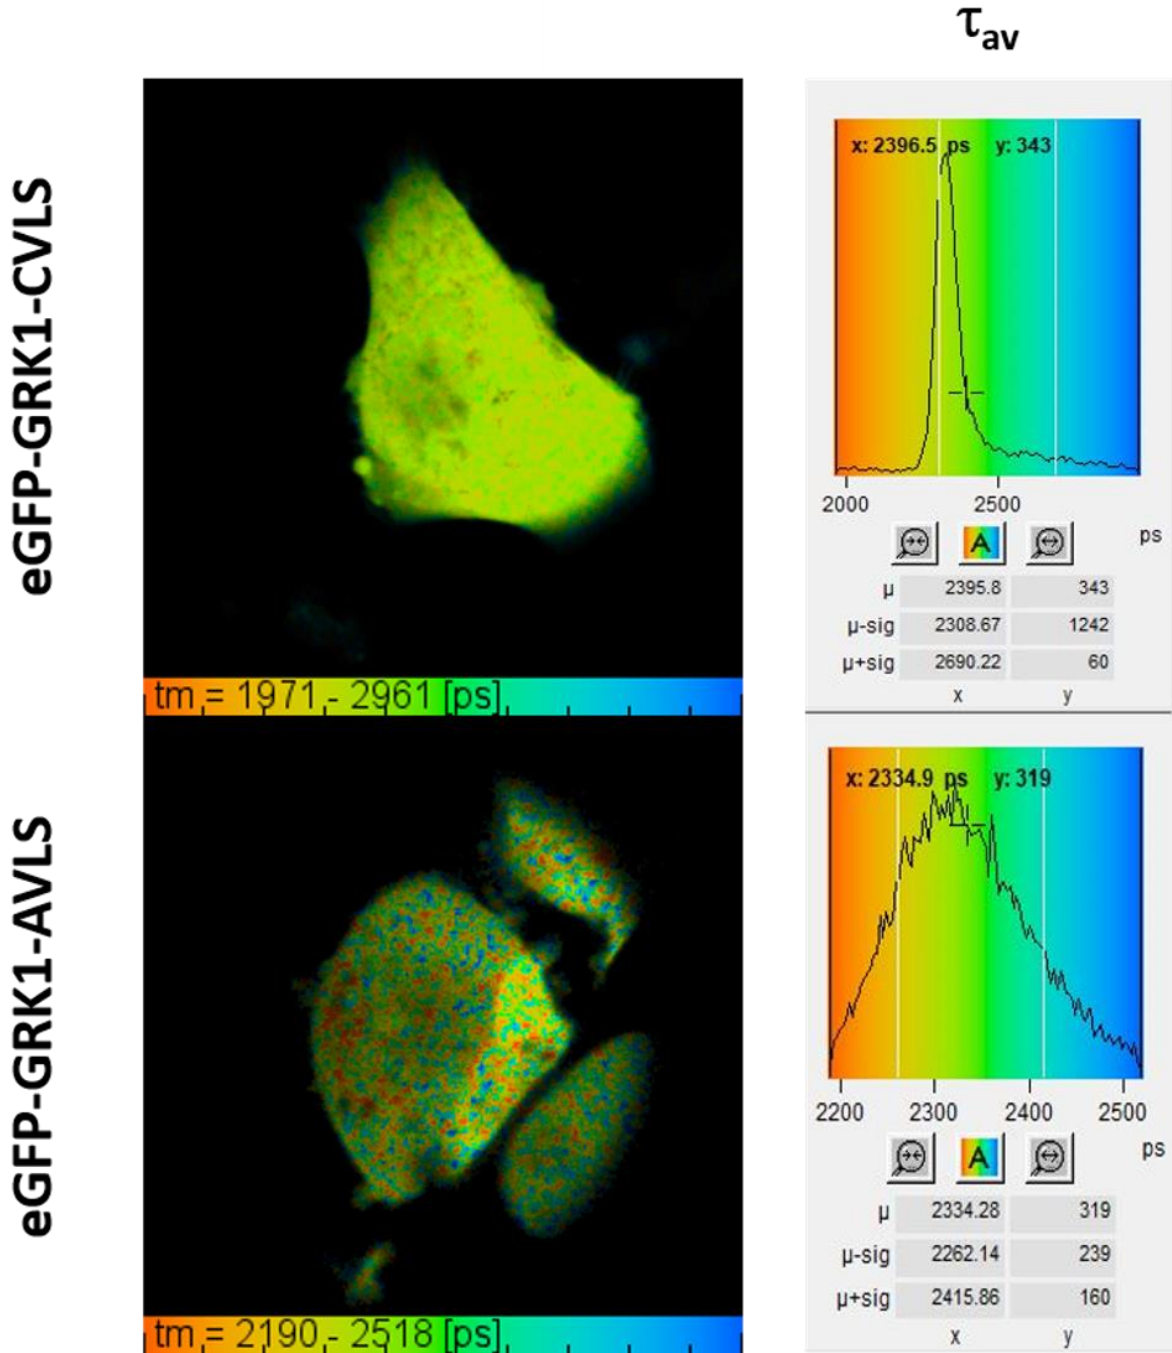 τav
eGFP-GRK1-CVLS
x: 2396.5 ps y: 343
2000 2500
ps
A
μ 2395.8 343
μ-sig 2308.67 1242
μ+sig 2690.22 60
x y
tm = 1971 - 2961 [ps]
eGFP-GRK1-AVLS
x: 2334.9 ps y: 319
2200 2300 2400 2500
ps
A
μ 2334.28 319
μ-sig 2262.14 239
μ+sig 2415.86 160
x y
tm = 2190 - 2518 [ps]